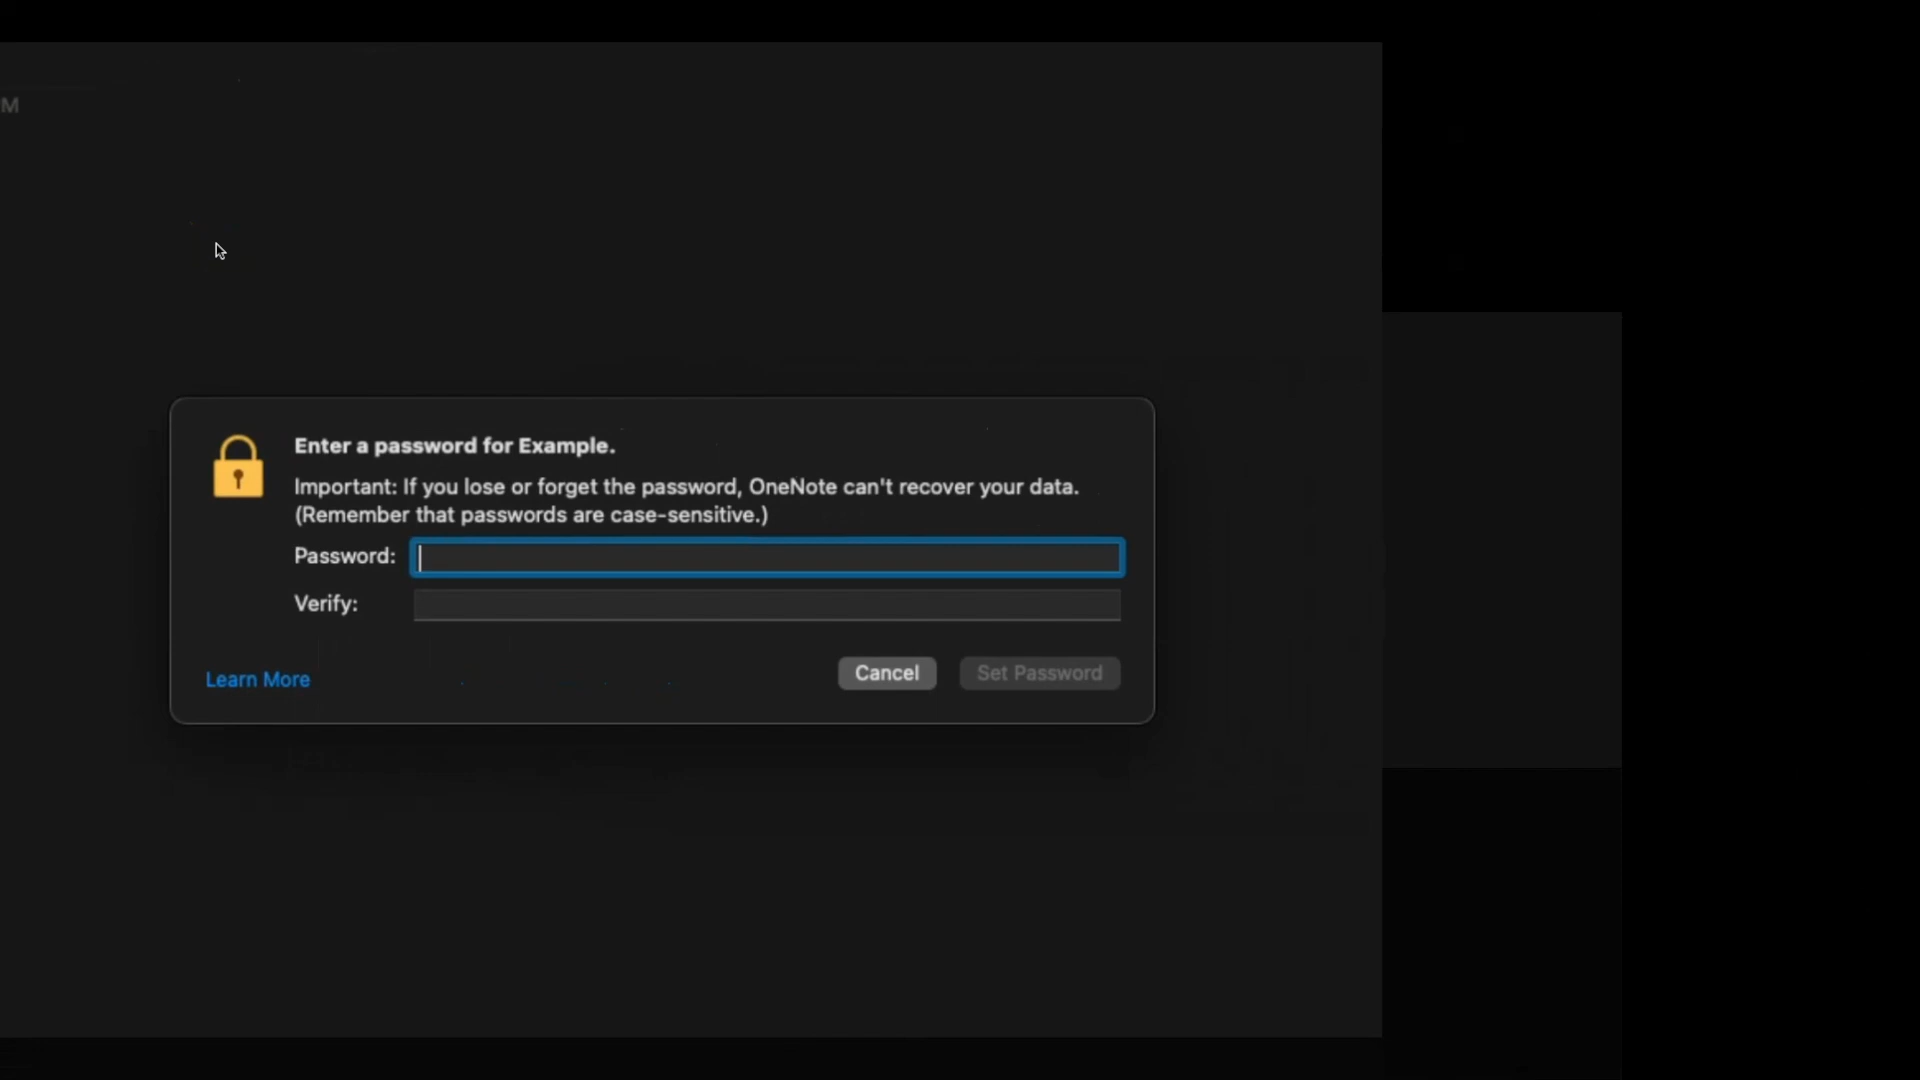 M
Enter a password for Example.
Important: If you lose or forget the password, OneNote can't recover your data.
(Remember that passwords are case-sensitive.)
Password:
Verify:
Learn More
Cancel
Set Password